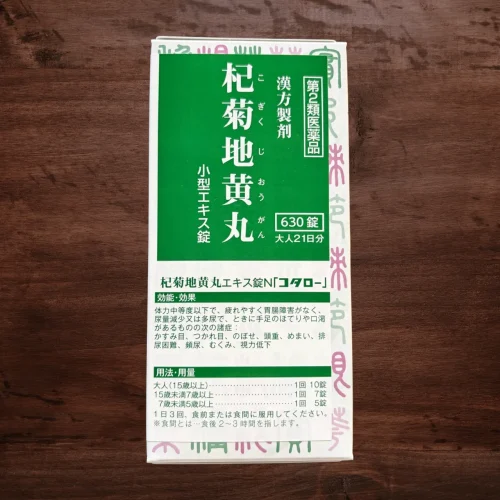 第2類医薬品
漢方製剤
杞菊地黄丸
こぎくじおうがん
小型エキス錠
630錠
大人21日分
杞菊地黄丸エキス錠N「コタロー」
効能・効果
体力中等度以下で、疲れやすく胃腸障害がなく、
尿量減少又は多尿で、ときに手足のほてりや口渇
があるものの次の諸症:
かすみ目、つかれ目、のぼせ、頭重、めまい、排
尿困難、頻尿、むくみ、視力低下
用法・用量
大人(15歳以上)……1回 10錠
15歳未満7歳以上……1回 7錠
7歳未満5歳以上……1回 5錠
1日3回、食前または食間に服用してください。
※食間とは…食後2~3時間を指します。